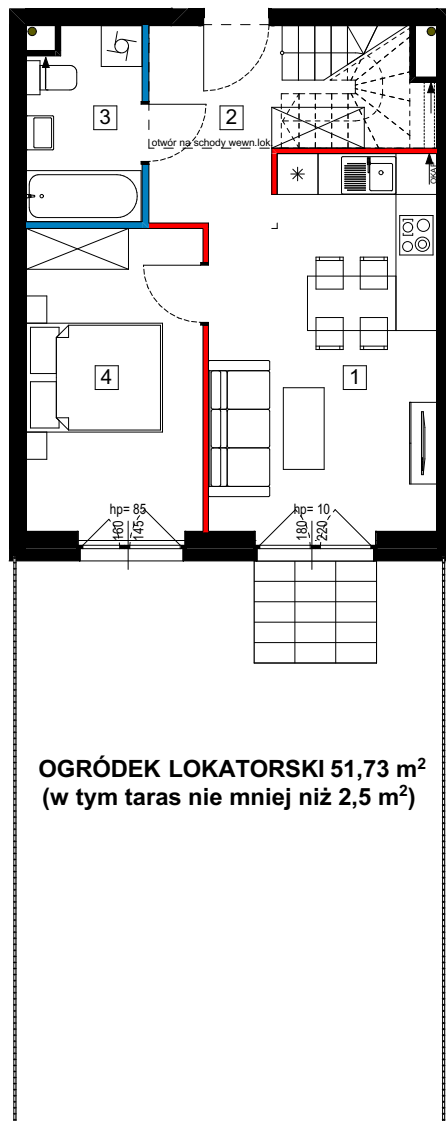 3
2
otwór na schody wewn.lok.
OKAP
1
4
hp= 85
160
145
hp= 10
180
220
OGRÓDEK LOKATORSKI 51,73 m²
(w tym taras nie mniej niż 2,5 m²)